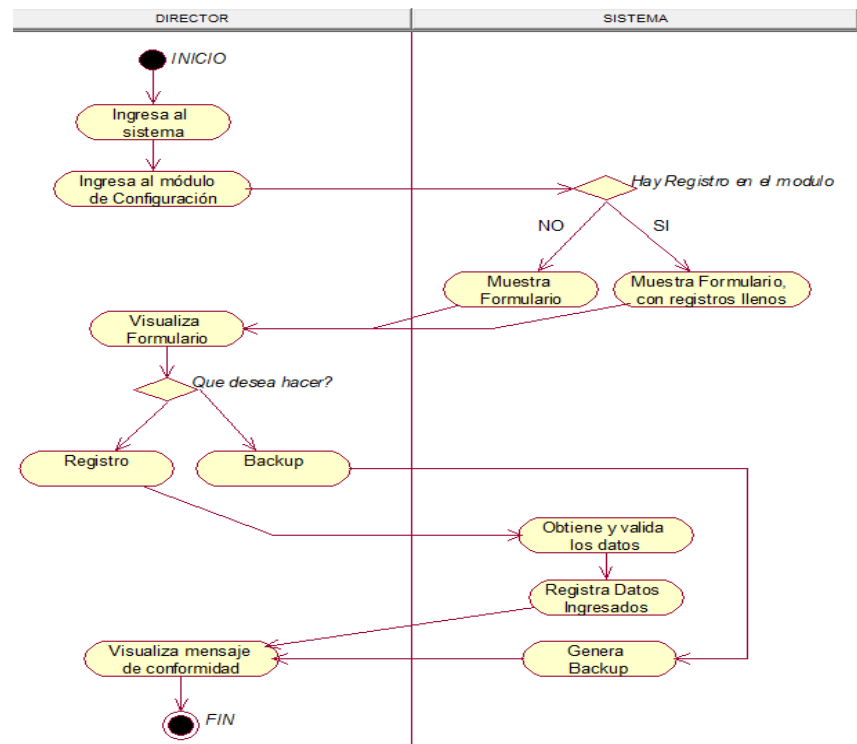 DIRECTOR
SISTEMA
INICIO
Ingresa al
sistema
Ingresa al módulo
de Configuración
Hay Registro en el modulo
NO
SI
Muestra
Formulario
Muestra Formulario,
con registros llenos
Visualiza
Formulario
Que desea hacer?
Registro
Backup
Obtiene y valida
los datos
Registra Datos
Ingresados
Visualiza mensaje
de conformidad
Genera
Backup
FIN